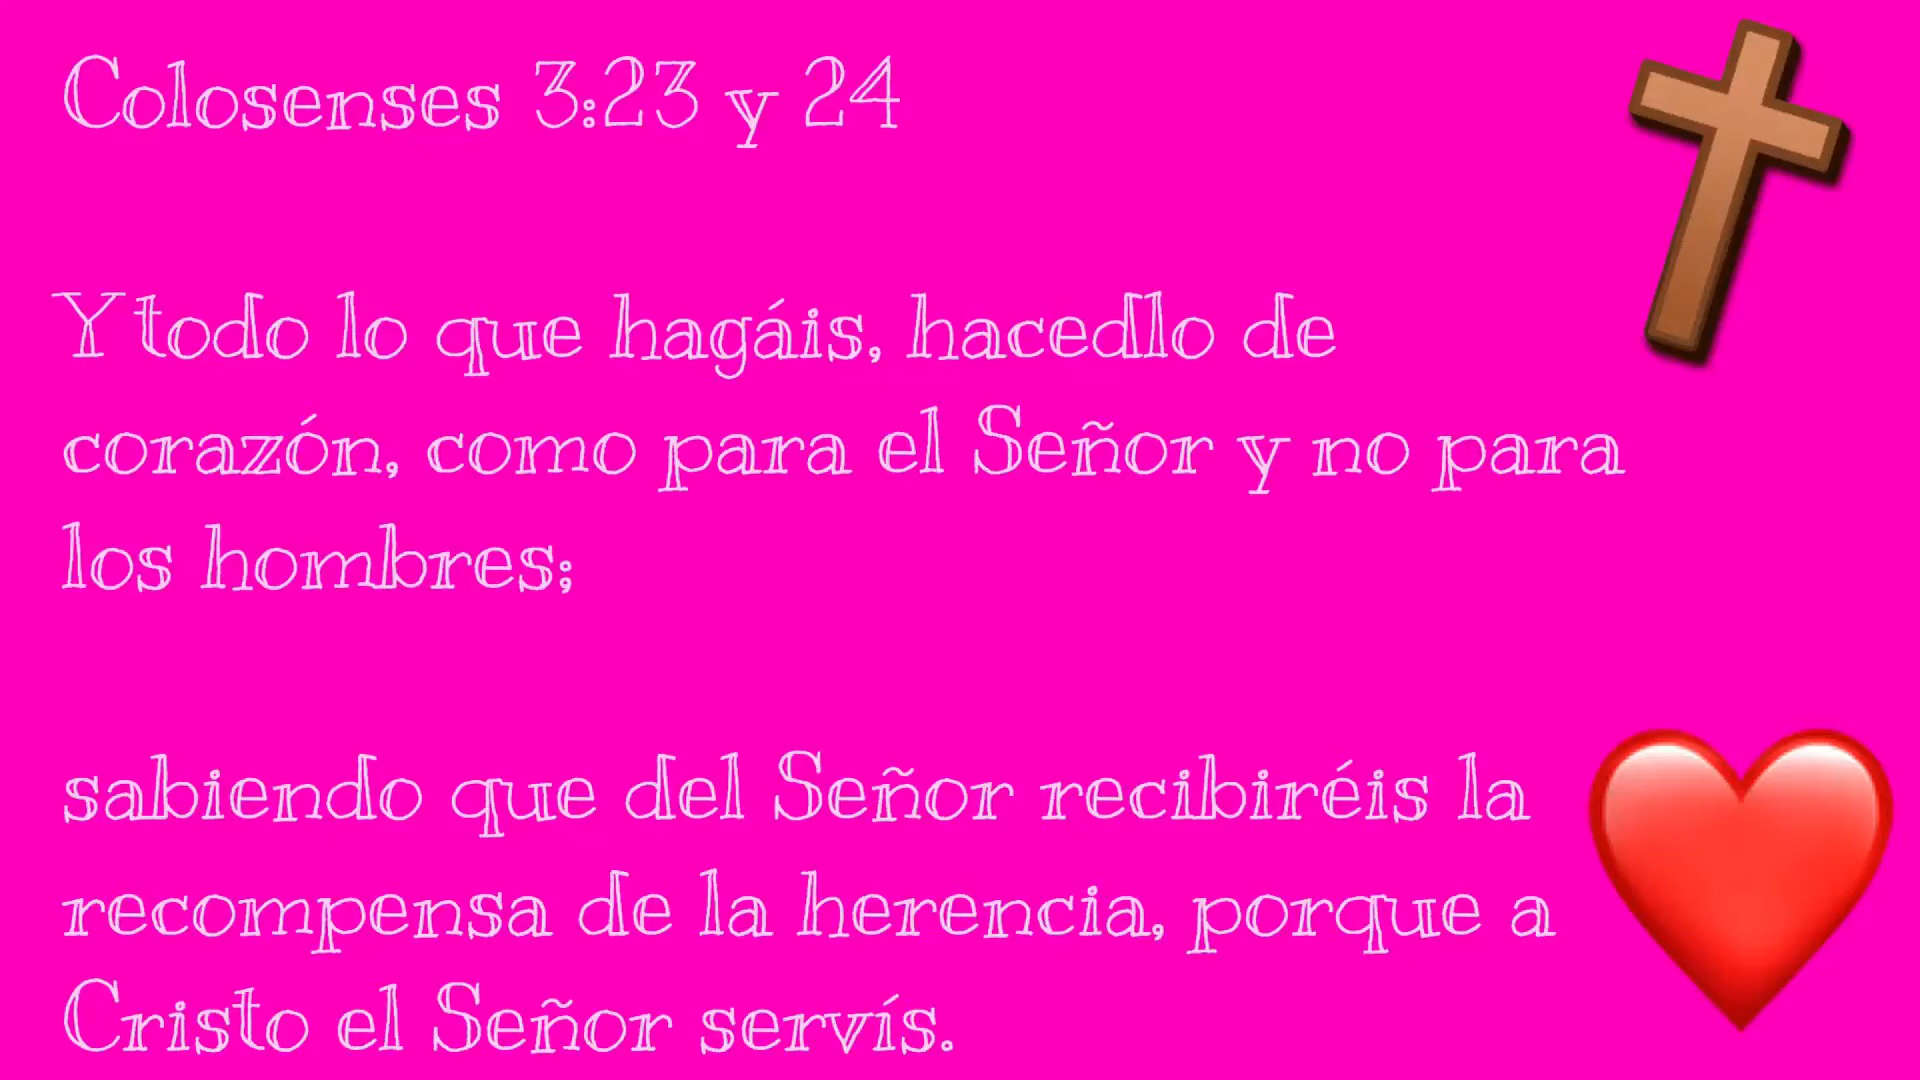 Colosenses 3:23 y 24
Y todo lo que hagáis, hacedlo de
corazón, como para el Señor y no para
los hombres;
sabiendo que del Señor recibiréis la
recompensa de la herencia, porque a
Cristo el Señor servís.